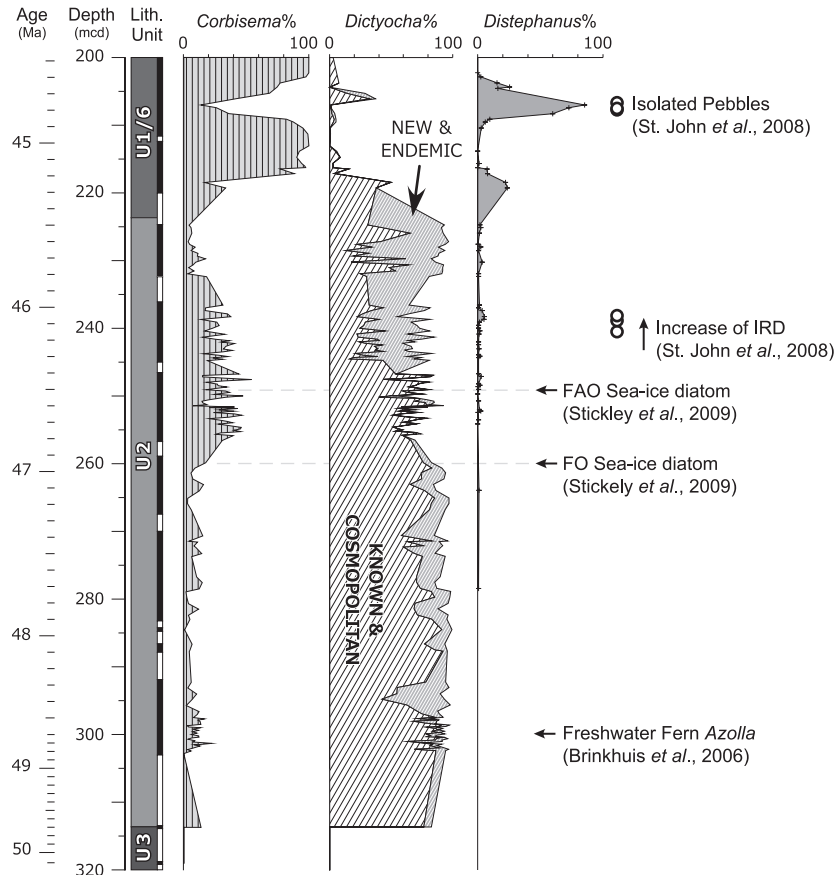 Age
(Ma)
Depth
(mcd)
Lith.
Unit
Corbisema%
Dictyocha%
Distephanus%
0
100
0
100
0
100
200
220
240
260
280
300
320
45
46
47
48
49
50
U1/6
U2
U3
NEW &
ENDEMIC
KNOWN &
COSMOPOLITAN
Isolated Pebbles
(St. John et al., 2008)
Increase of IRD
(St. John et al., 2008)
FAO Sea-ice diatom
(Stickley et al., 2009)
FO Sea-ice diatom
(Stickely et al., 2009)
Freshwater Fern Azolla
(Brinkhuis et al., 2006)